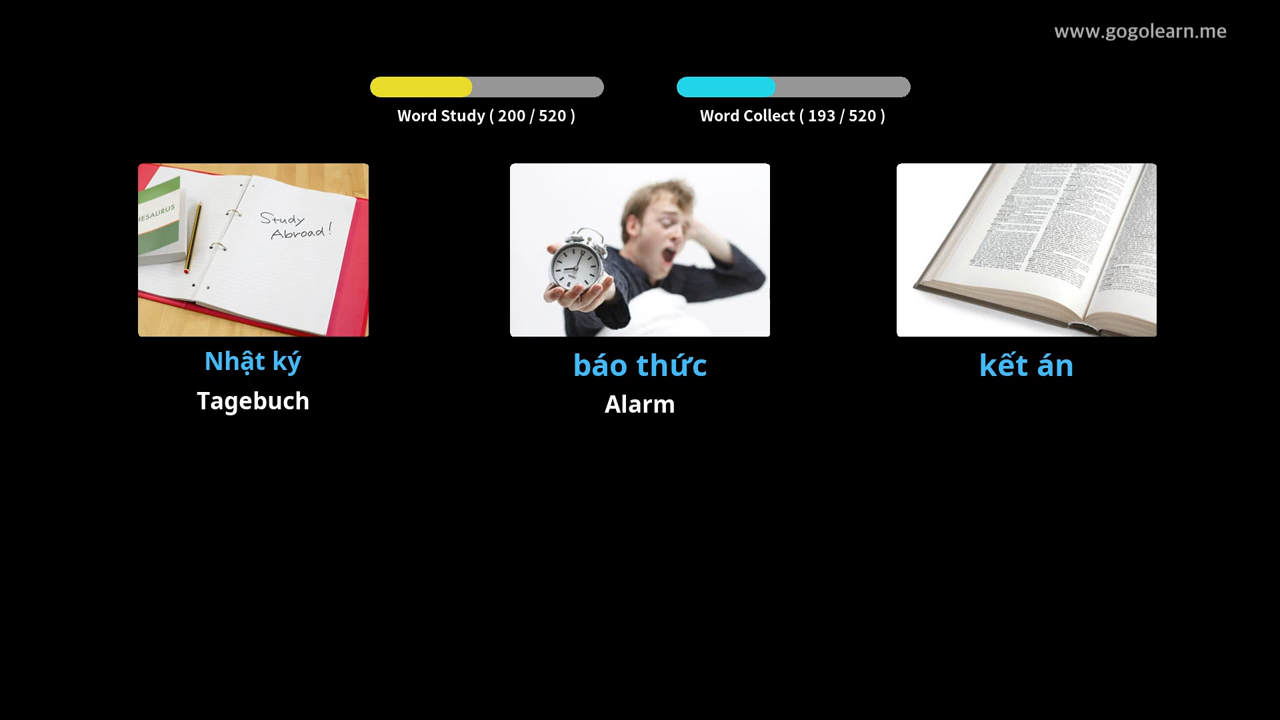 www.gogolearn.me
Word Study ( 200 / 520 )
Word Collect ( 193 / 520 )
ESAURUS
Study
Abroad!
Nhật ký
báo thức
kết án
Tagebuch
Alarm